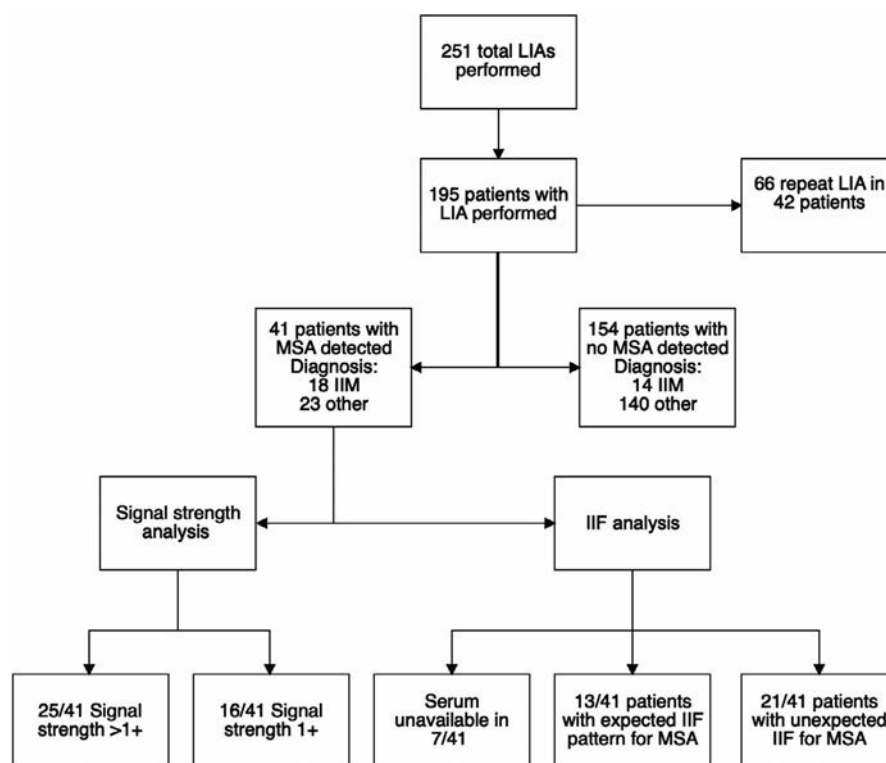 251 total LIAs
performed
195 patients with
LIA performed
66 repeat LIA in
42 patients
41 patients with
MSA detected
Diagnosis:
18 IIM
23 other
154 patients with
no MSA detected
Diagnosis:
14 IIM
140 other
Signal strength
analysis
IIF analysis
25/41 Signal
strength >1+
16/41 Signal
strength 1+
Serum
unavailable in
7/41
13/41 patients
with expected IIF
pattern for MSA
21/41 patients
with unexpected
IIF for MSA